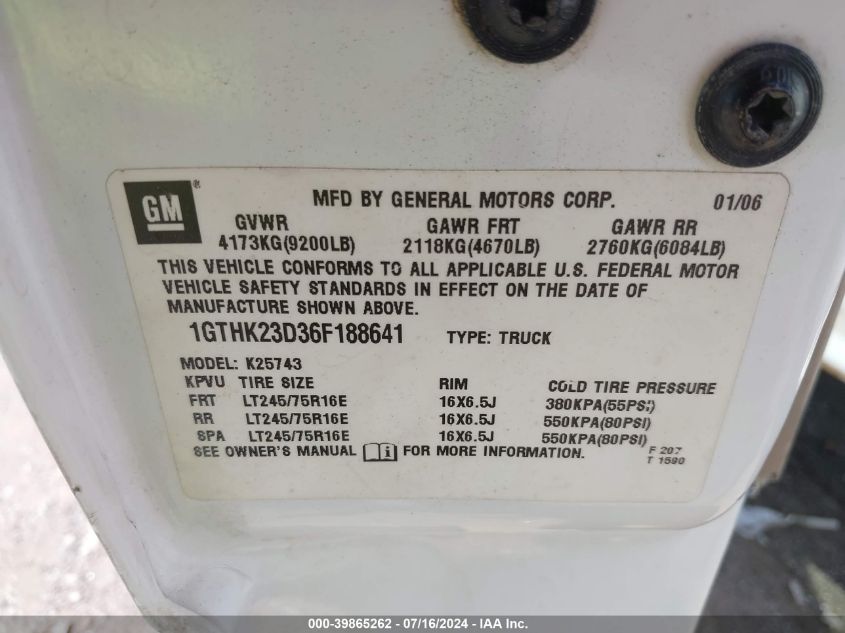 GM ® MFD BY GENERAL MOTORS CORP. 01/06
GVWR GAWR FRT GAWR RR
4173KG(9200LB) 2118KG(4670LB) 2760KG(6084LB)
THIS VEHICLE CONFORMS TO ALL APPLICABLE U.S. FEDERAL MOTOR
VEHICLE SAFETY STANDARDS IN EFFECT ON THE DATE OF
MANUFACTURE SHOWN ABOVE.
1GTHK23D36F188641 TYPE: TRUCK
MODEL: K25743
KPVU TIRE SIZE RIM COLD TIRE PRESSURE
FRT LT245/75R16E 16X6.5J 380KPA(55PSI)
RR LT245/75R16E 16X6.5J 550KPA(80PSI)
SPA LT245/75R16E 16X6.5J 550KPA(80PSI)
SEE OWNER'S MANUAL i FOR MORE INFORMATION.
F 207
T 1590
000-39865262 - 07/16/2024 - IAA Inc.